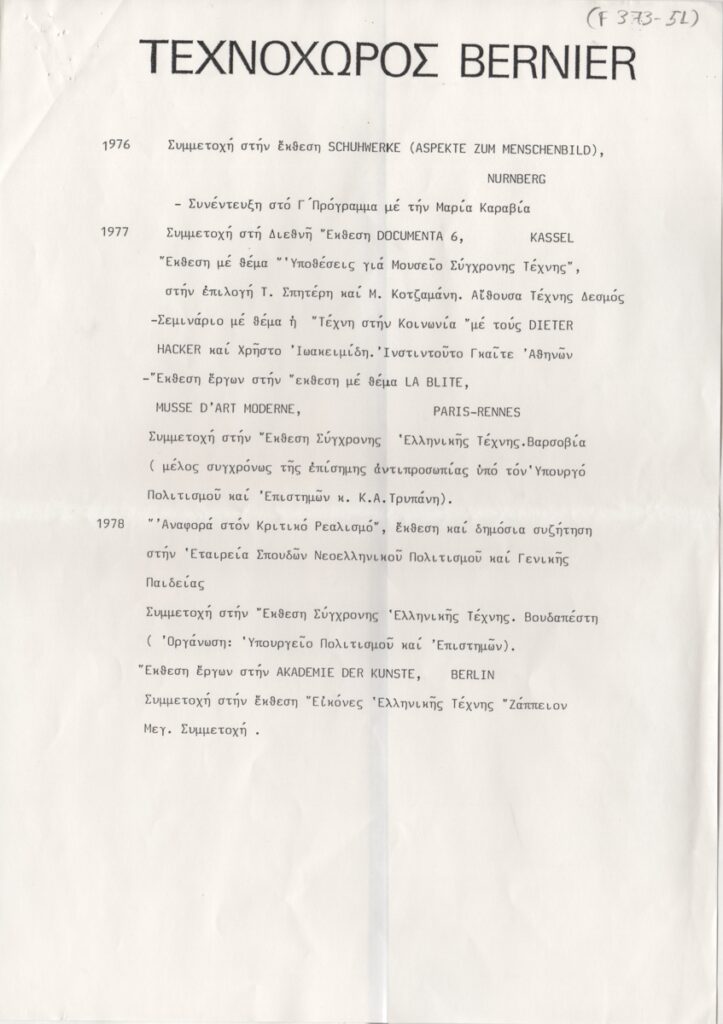 (F 373-5L)
ΤΕΧΝΟΧΩΡΟΣ BERNIER
1976 Συμμετοχή στήν ἔκθεση SCHUHWERKE (ASPEKTE ZUM MENSCHENBILD),
NURNBERG
- Συνέντευξη στό Γ΄Πρόγραμμα μέ τήν Μαρία Καραβία
1977 Συμμετοχή στή Διεθνῆ Ἔκθεση DOCUMENTA 6, KASSEL
Ἔκθεση μέ θέμα "Ὑποθέσεις γιά Μουσεῖο Σύγχρονης Τέχνης",
στήν ἐπιλογή Τ. Σπητέρη καί Μ. Κοτζαμάνη. Αἴθουσα Τέχνης Δεσμός
-Σεμινάριο μέ θέμα ἡ "Τέχνη στήν Κοινωνία "μέ τούς DIETER
HACKER καί Χρῆστο Ἰωακειμίδη.Ἰνστιντοῦτο Γκαῖτε Ἀθηνῶν
-Ἔκθεση ἔργων στήν ἔκθεση μέ θέμα LA BLITE,
MUSSE D'ART MODERNE, PARIS-RENNES
Συμμετοχή στήν Ἔκθεση Σύγχρονης Ἑλληνικῆς Τέχνης.Βαρσοβία
( μέλος συγχρόνως τῆς ἐπίσημης ἀντιπροσωπίας ὑπό τόν Ὑπουργό
Πολιτισμοῦ καί Ἐπιστημῶν κ. Κ.Α.Τρυπάνη).
1978 "Ἀναφορά στόν Κριτικό Ρεαλισμό", ἔκθεση καί δημόσια συζήτηση
στήν Ἑταιρεία Σπουδῶν Νεοελληνικοῦ Πολιτισμοῦ καί Γενικῆς
Παιδείας
Συμμετοχή στήν Ἔκθεση Σύγχρονης Ἑλληνικῆς Τέχνης. Βουδαπέστη
( Ὀργάνωση: Ὑπουργεῖο Πολιτισμοῦ καί Ἐπιστημῶν).
Ἔκθεση ἔργων στήν AKADEMIE DER KUNSTE, BERLIN
Συμμετοχή στήν ἔκθεση "Εἰκόνες Ἑλληνικῆς Τέχνης "Ζάππειον
Μεγ. Συμμετοχή .